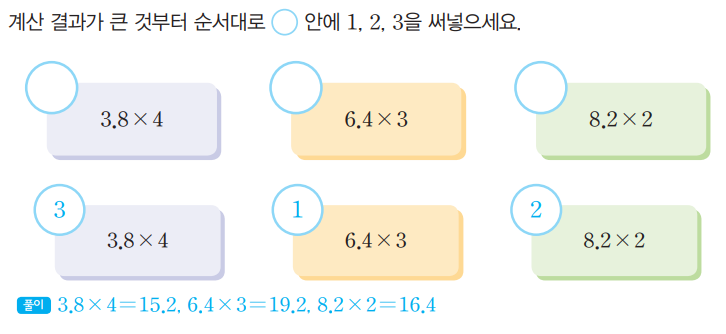 계산 결과가 큰 것부터 순서대로 ○ 안에 1, 2, 3을 써넣으세요.
3.8×4 6.4×3 8.2×2
3 1 2
3.8×4 6.4×3 8.2×2
풀이 3.8×4=15.2, 6.4×3=19.2, 8.2×2=16.4